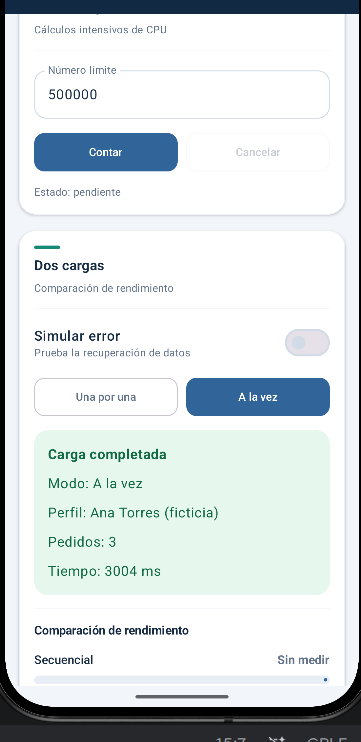 Cálculos intensivos de CPU
Número limite
500000
Contar
Cancelar
Estado: pendiente
Dos cargas
Comparación de rendimiento
Simular error
Prueba la recuperación de datos
Una por una
A la vez
Carga completada
Modo: A la vez
Perfil: Ana Torres (ficticia)
Pedidos: 3
Tiempo: 3004 ms
Comparación de rendimiento
Secuencial
Sin medir